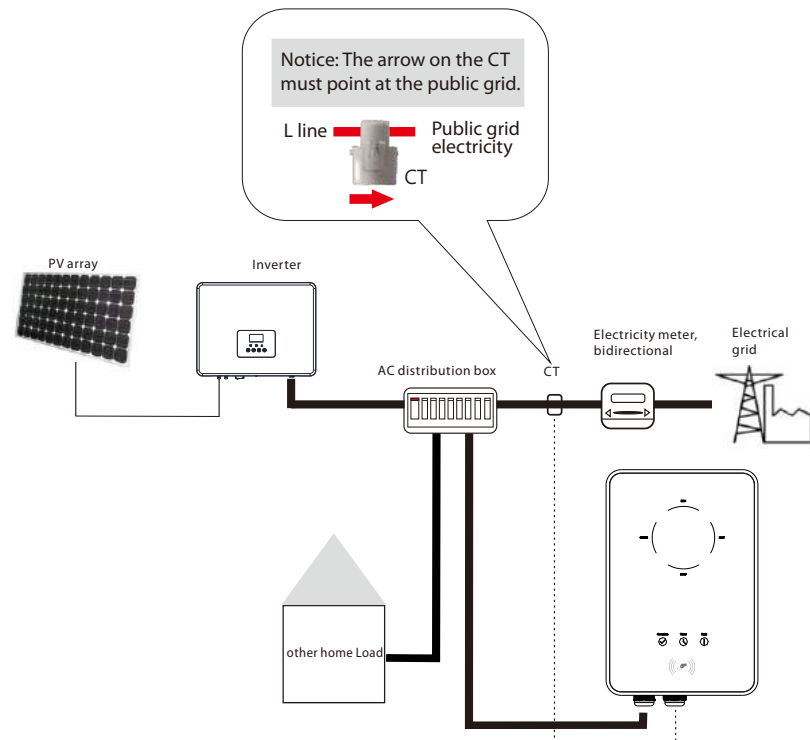 Notice: The arrow on the CT
must point at the public grid.
L line
Public grid
electricity
CT
PV array
Inverter
Electricity meter,
bidirectional
Electrical
grid
AC distribution box
CT
other home Load